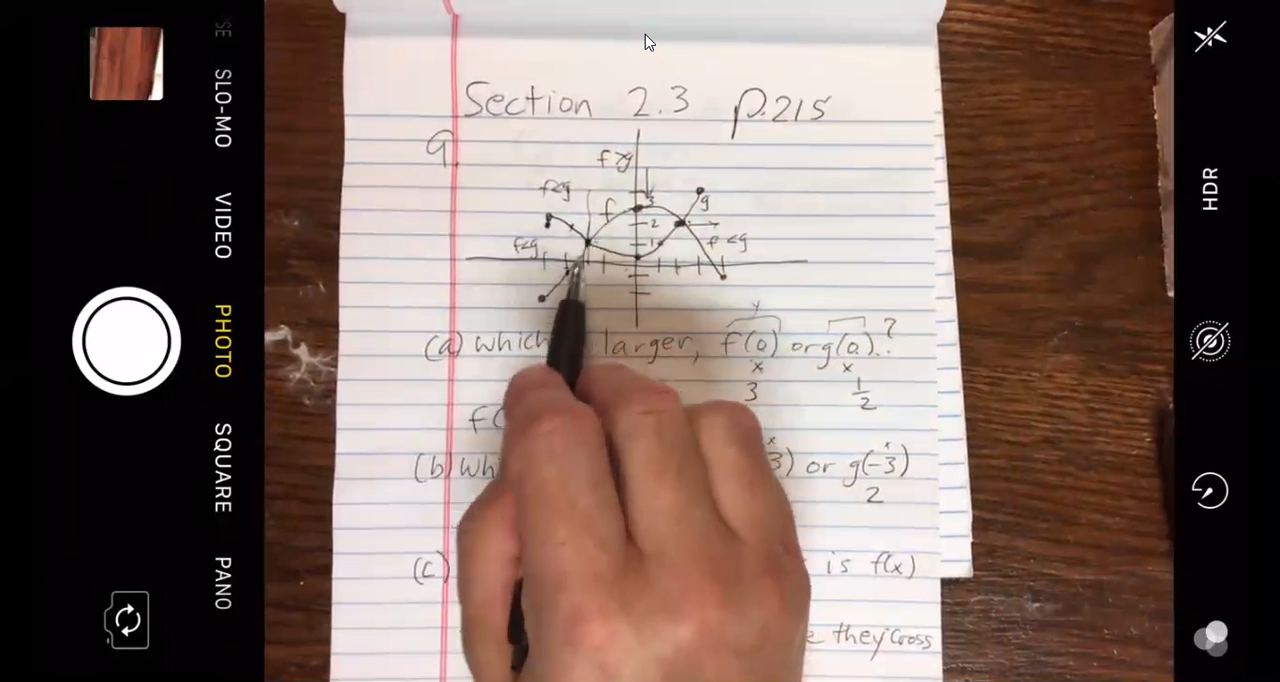 SE
SLO-MO
VIDEO
PHOTO
SQUARE
PANO
HDR
Section 2.3 p.215
9.
f>g
f<g
f
3
g
2
f<g
f<g
1
y
(a) which larger, f(0) or g(0).?
x x
3 1/2
f(
x x
(b) wh 3) or g(-3)
2
(c) is f(x)
they cross